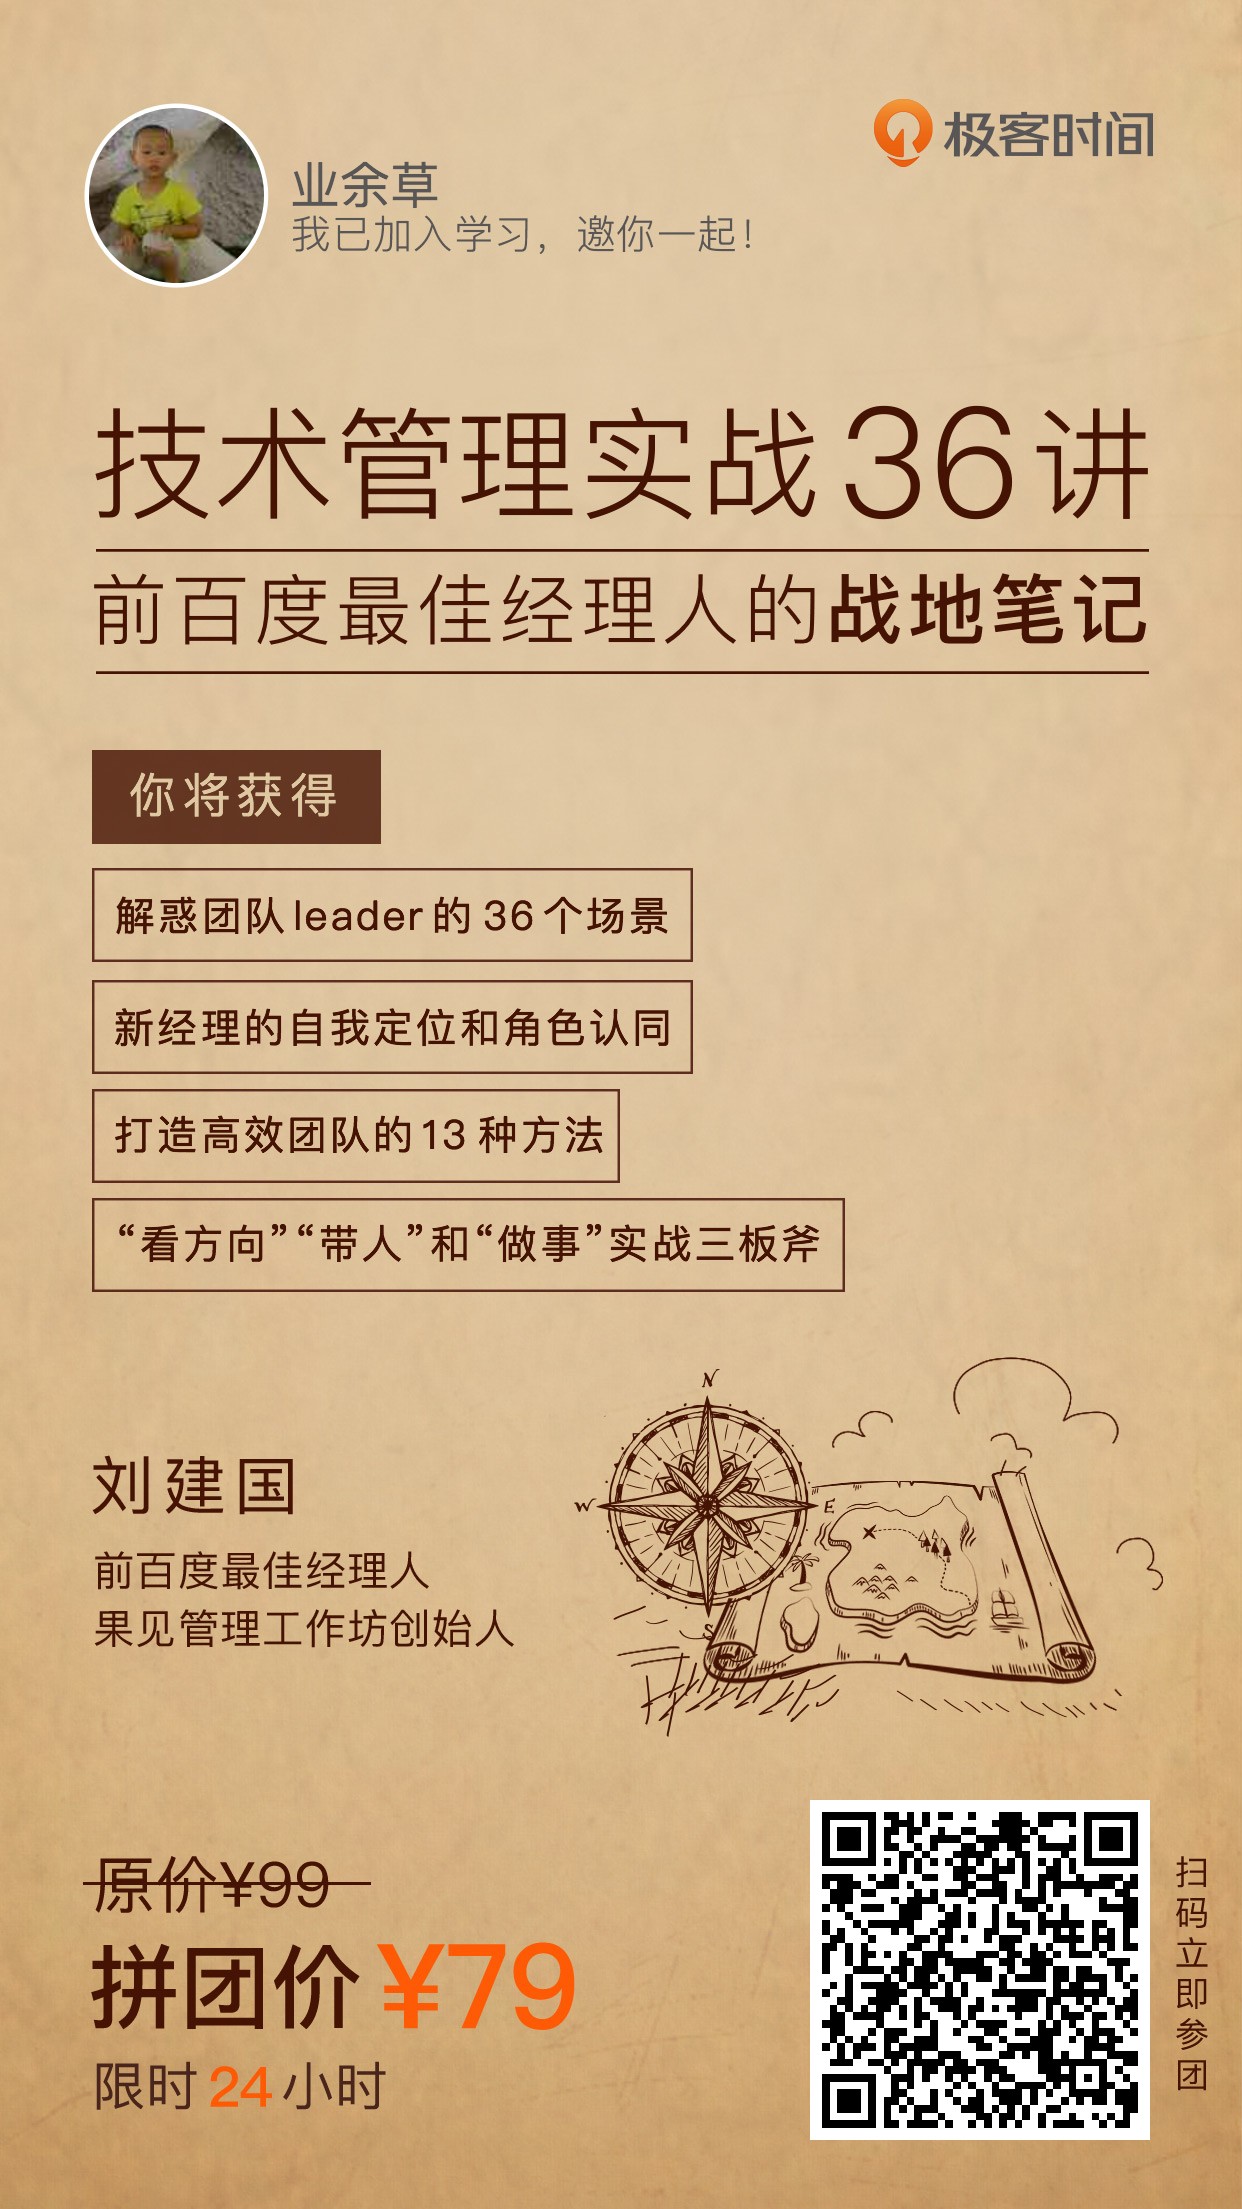 极客时间
业余草
我已加入学习，邀你一起！
技术管理实战36讲
前百度最佳经理人的战地笔记
你将获得
解惑团队leader的36个场景
新经理的自我定位和角色认同
打造高效团队的13种方法
“看方向”“带人”和“做事”实战三板斧
N
W
E
S
刘建国
前百度最佳经理人
果见管理工作坊创始人
原价¥99
拼团价¥79
限时24小时
扫码立即参团